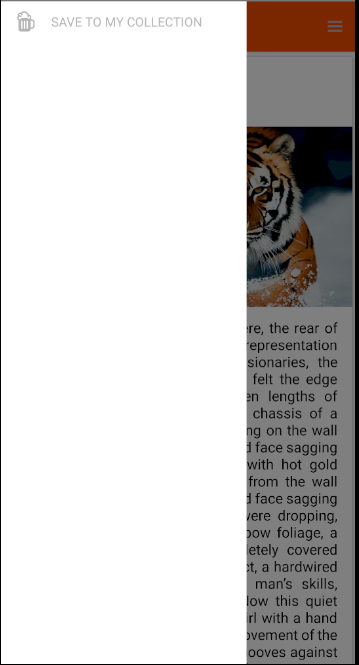 SAVE TO MY COLLECTION
ere, the rear of
representation
sionaries, the
felt the edge
en lengths of
chassis of a
ng on the wall
d face sagging
with hot gold
from the wall
d face sagging
were dropping,
bow foliage, a
letely covered
ct, a hardwired
man's skills,
low this quiet
irl with a hand
ovement of the
ooves against